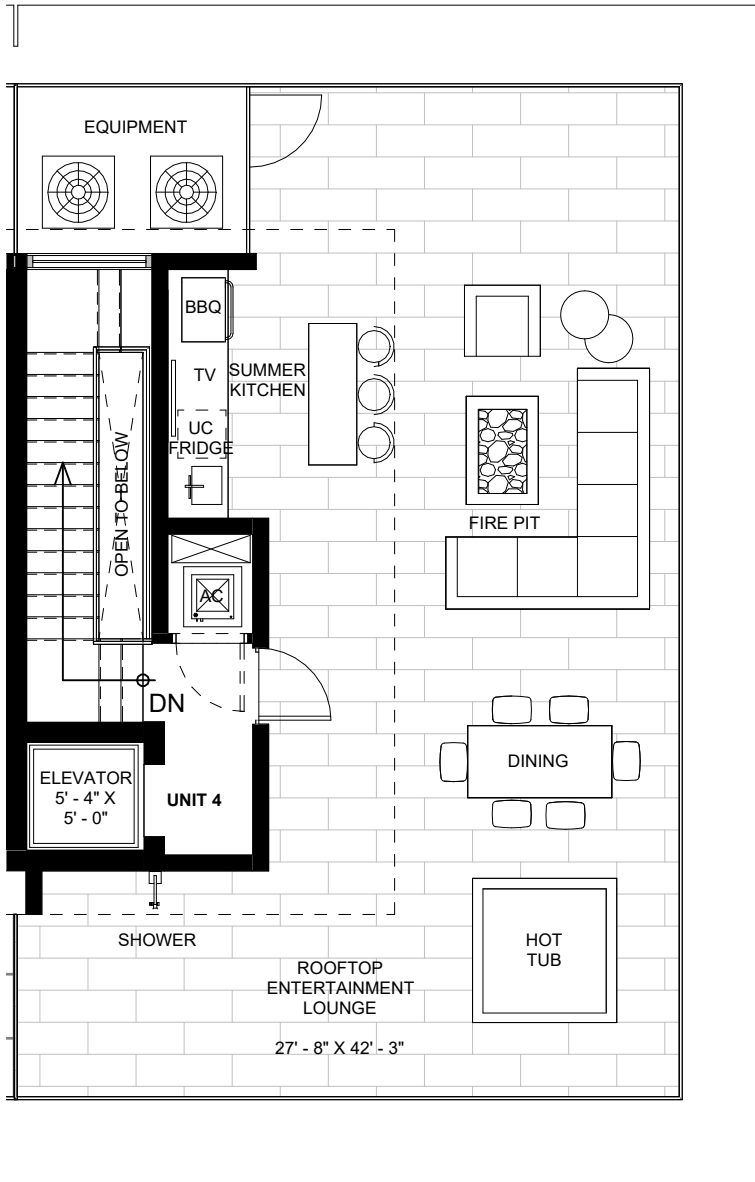 EQUIPMENT
BBQ
TV
SUMMER
KITCHEN
UC
FRIDGE
OPEN TO BELOW
FIRE PIT
AC
DN
DINING
ELEVATOR
5' - 4" X
5' - 0"
UNIT 4
SHOWER
HOT
TUB
ROOFTOP
ENTERTAINMENT
LOUNGE
27' - 8" X 42' - 3"